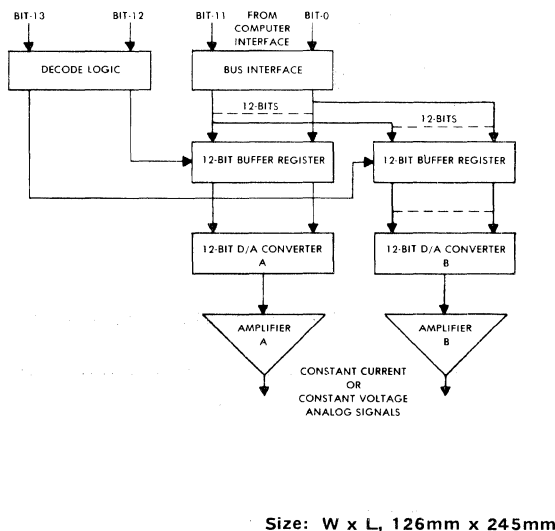 BIT-13
BIT-12
BIT-11
FROM
COMPUTER
INTERFACE
BIT-0
DECODE LOGIC
BUS INTERFACE
12-BITS
12-BITS
12-BIT BUFFER REGISTER
12-BIT BUFFER REGISTER
12-BIT D/A CONVERTER
A
12-BIT D/A CONVERTER
B
AMPLIFIER
A
AMPLIFIER
B
CONSTANT CURRENT
OR
CONSTANT VOLTAGE
ANALOG SIGNALS
Size: W x L, 126mm x 245mm